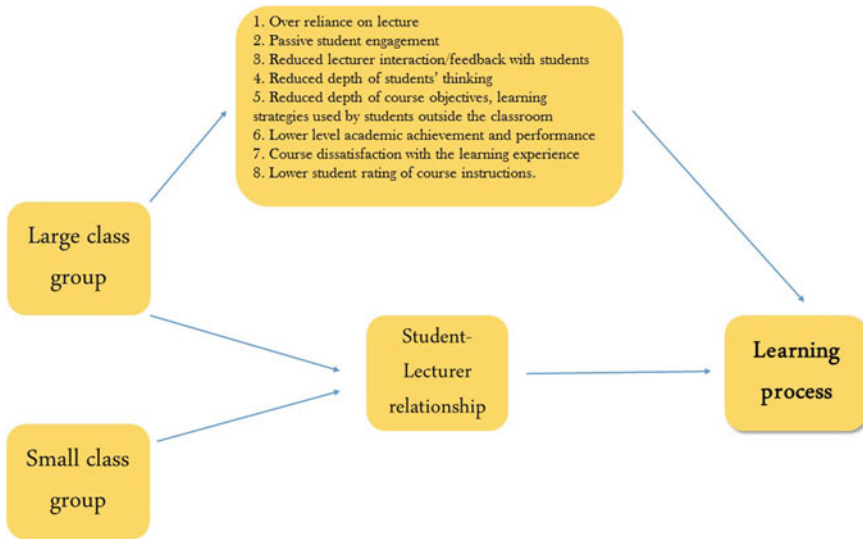 1. Over reliance on lecture
2. Passive student engagement
3. Reduced lecturer interaction/feedback with students
4. Reduced depth of students’ thinking
5. Reduced depth of course objectives, learning
strategies used by students outside the classroom
6. Lower level academic achievement and performance
7. Course dissatisfaction with the learning experience
8. Lower student rating of course instructions.
Large class
group
Student-
Lecturer
relationship
Learning
process
Small class
group